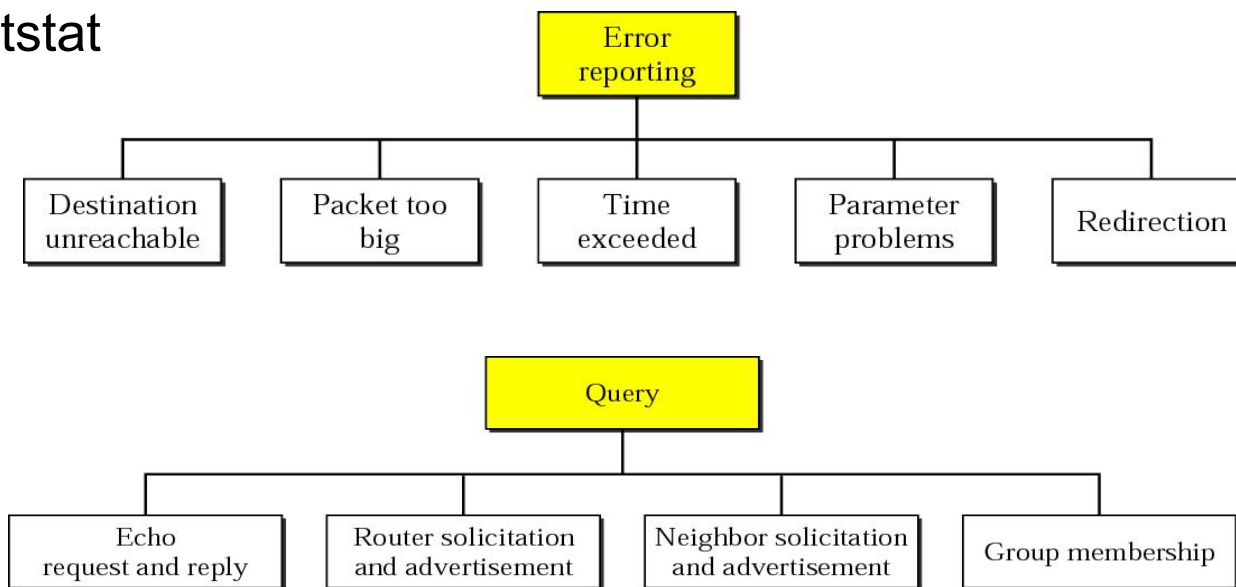 tstat
Error
reporting
Destination
unreachable
Packet too
big
Time
exceeded
Parameter
problems
Redirection
Query
Echo
request and reply
Router solicitation
and advertisement
Neighbor solicitation
and advertisement
Group membership